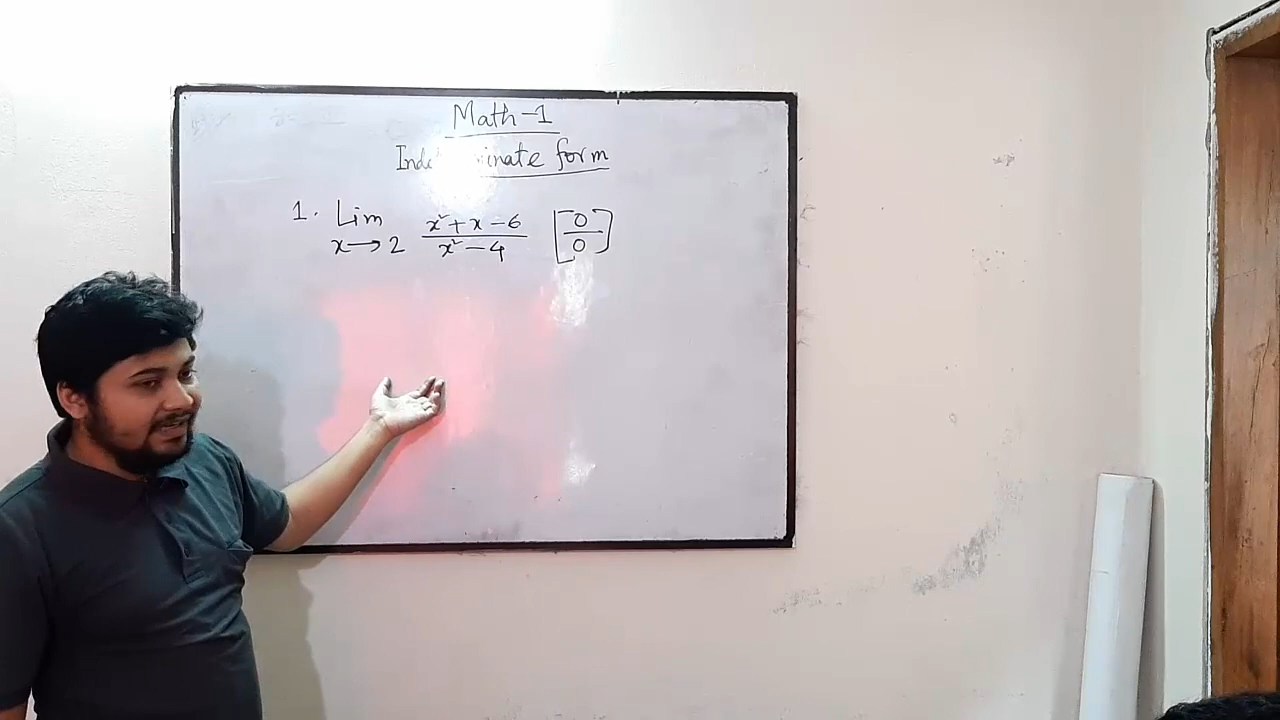 Math-1
form
1. Lim x→2 x²+x-6/x²-4 [0/0]